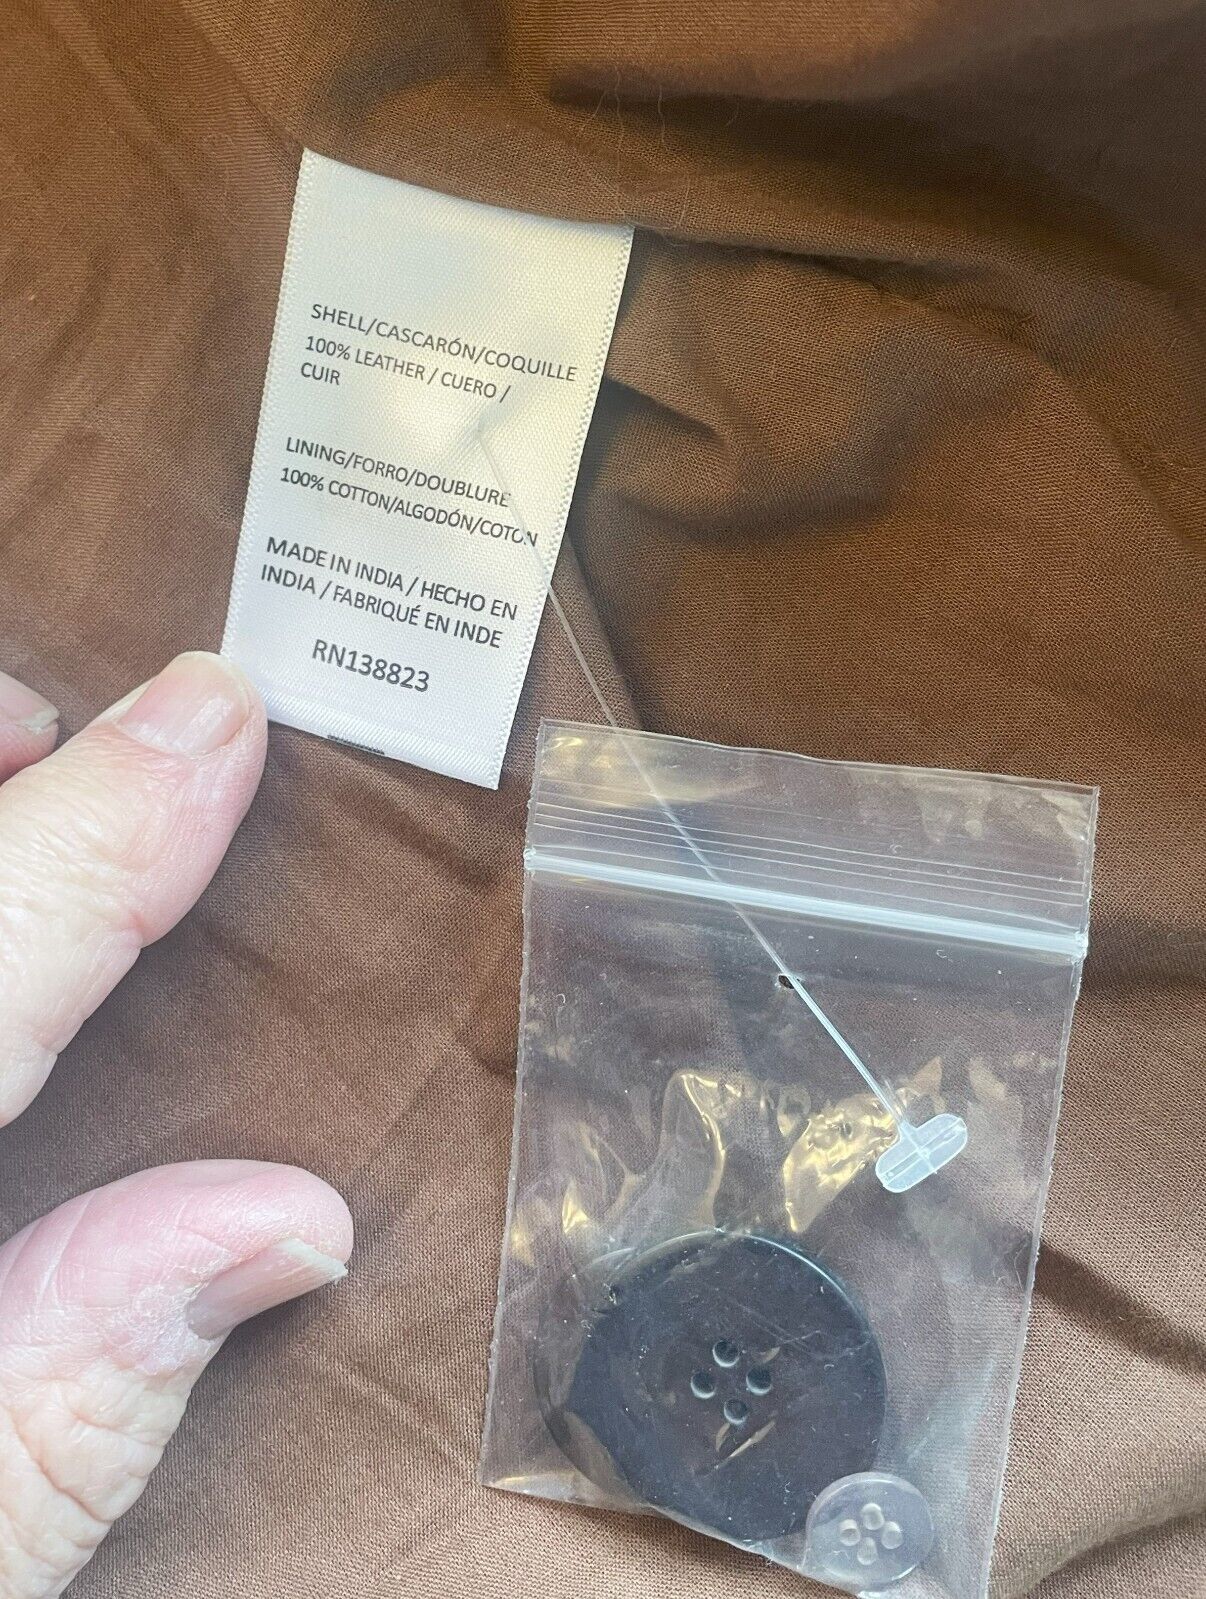 SHELL/CASCARÓN/COQUILLE
100% LEATHER / CUERO /
CUIR
LINING/FORRO/DOUBLURE
100% COTTON/ALGODÓN/COTON
MADE IN INDIA / HECHO EN
INDIA / FABRIQUÉ EN INDE
RN138823